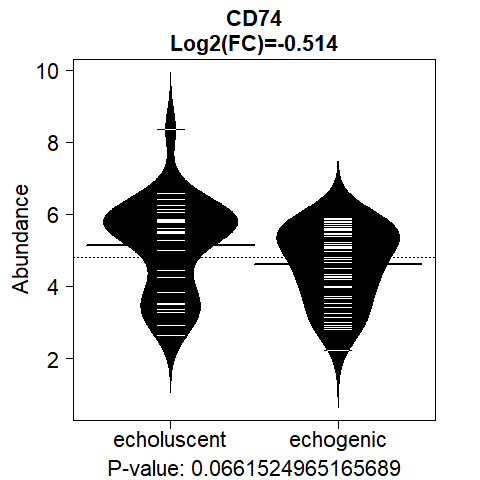 CD74
Log2(FC)=-0.514
10
8
6
4
2
Abundance
echoluscent echogenic
P-value: 0.0661524965165689